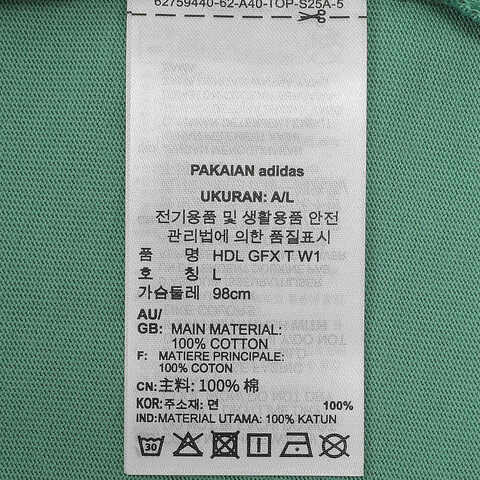 62759440-62-A40-TOP-S25A-5
PAKAIAN adidas
UKURAN: A/L
전기용품 및 생활용품 안전
관리법에 의한 품질표시
품 명 HDL GFX T W1
호 칭 L
가슴둘레 98cm
AU/
GB: MAIN MATERIAL:
100% COTTON
F: MATIERE PRINCIPALE:
100% COTON
CN: 主料: 100% 棉
KOR: 주소재: 면 100%
IND: MATERIAL UTAMA: 100% KATUN
30